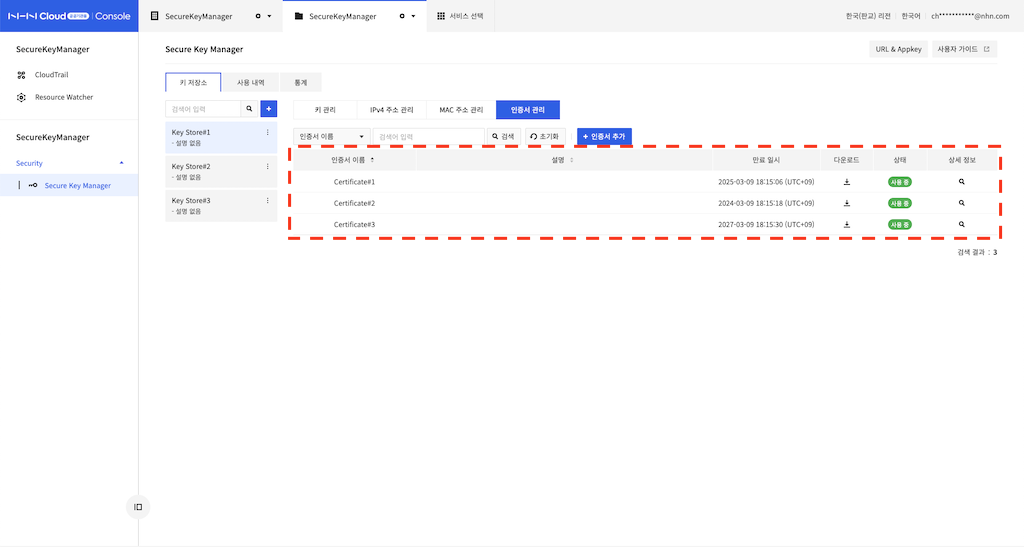 NHN Cloud 공공기관용 Console
SecureKeyManager
SecureKeyManager
서비스 선택
한국(판교) 리전
한국어
ch***********@nhn.com
SecureKeyManager
CloudTrail
Resource Watcher
SecureKeyManager
Security
Secure Key Manager
Secure Key Manager
URL & Appkey
사용자 가이드
키 저장소
사용 내역
통계
검색어 입력
+
Key Store#1
- 설명 없음
Key Store#2
- 설명 없음
Key Store#3
- 설명 없음
키 관리
IPv4 주소 관리
MAC 주소 관리
인증서 관리
인증서 이름
검색어 입력
검색
초기화
+ 인증서 추가
인증서 이름 설명 만료 일시 다운로드 상태 상세 정보
Certificate#1 2025-03-09 18:15:06 (UTC+09) 사용 중
Certificate#2 2024-03-09 18:15:18 (UTC+09) 사용 중
Certificate#3 2027-03-09 18:15:30 (UTC+09) 사용 중
검색 결과 : 3